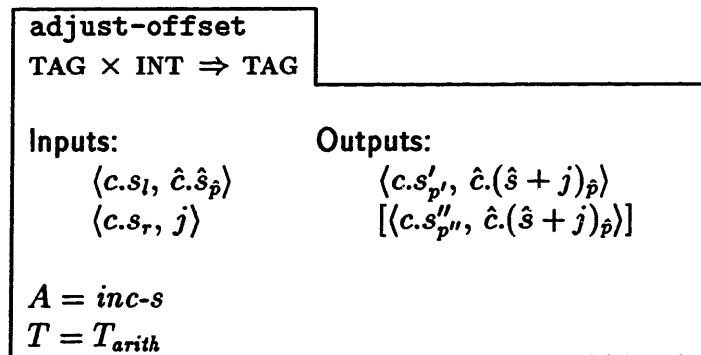 adjust-offset
TAG × INT ⇒ TAG
Inputs: Outputs:
⟨c.s_l, ĉ.ŝ_p̂⟩ ⟨c.s′_p′, ĉ.(ŝ + j)_p̂⟩
⟨c.s_r, j⟩ [⟨c.s″_p″, ĉ.(ŝ + j)_p̂⟩]
A = inc-s
T = T_arith